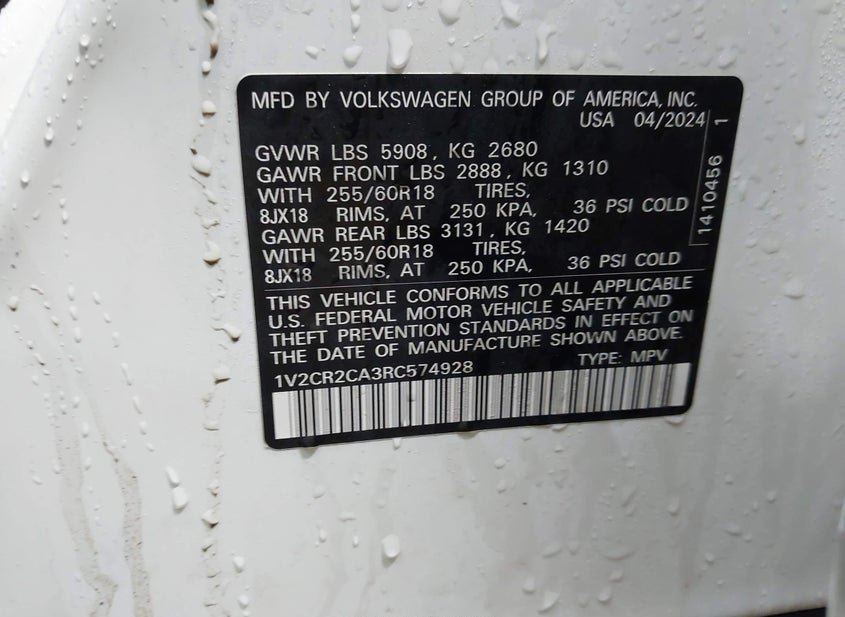 MFD BY VOLKSWAGEN GROUP OF AMERICA, INC.
USA 04/2024
GVWR LBS 5908, KG 2680
GAWR FRONT LBS 2888, KG 1310
WITH 255/60R18 TIRES,
8JX18 RIMS, AT 250 KPA, 36 PSI COLD
GAWR REAR LBS 3131, KG 1420
WITH 255/60R18 TIRES,
8JX18 RIMS, AT 250 KPA, 36 PSI COLD
THIS VEHICLE CONFORMS TO ALL APPLICABLE
U.S. FEDERAL MOTOR VEHICLE SAFETY AND
THEFT PREVENTION STANDARDS IN EFFECT ON
THE DATE OF MANUFACTURE SHOWN ABOVE.
1V2CR2CA3RC574928 TYPE: MPV
1410456 1